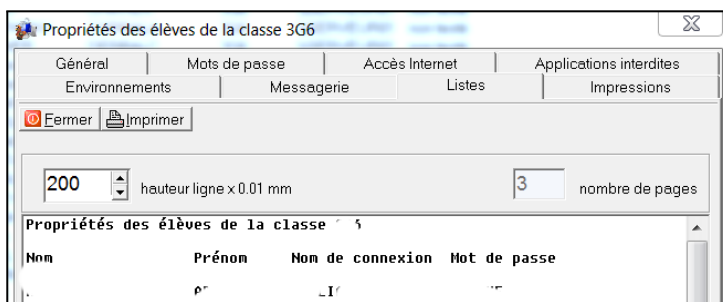 Propriétés des élèves de la classe 3G6
Général Mots de passe Accès Internet Applications interdites
Environnements Messagerie Listes Impressions
Fermer Imprimer
200 hauteur ligne x 0.01 mm 3 nombre de pages
Propriétés des élèves de la classe
Nom Prénom Nom de connexion Mot de passe